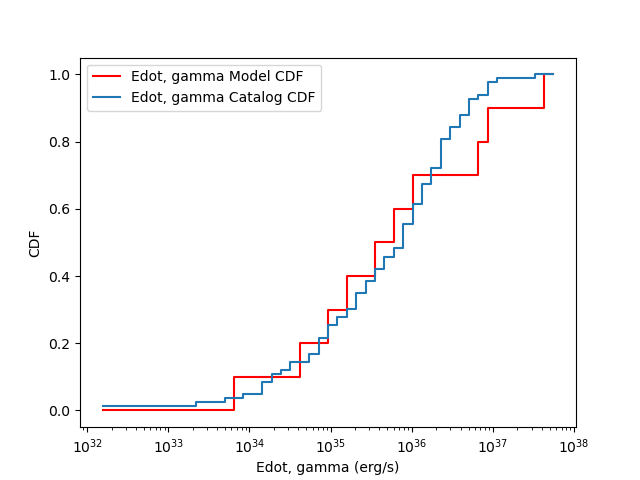 Edot, gamma Model CDF
Edot, gamma Catalog CDF
1.0
0.8
0.6
0.4
0.2
0.0
CDF
10^32 10^33 10^34 10^35 10^36 10^37 10^38
Edot, gamma (erg/s)